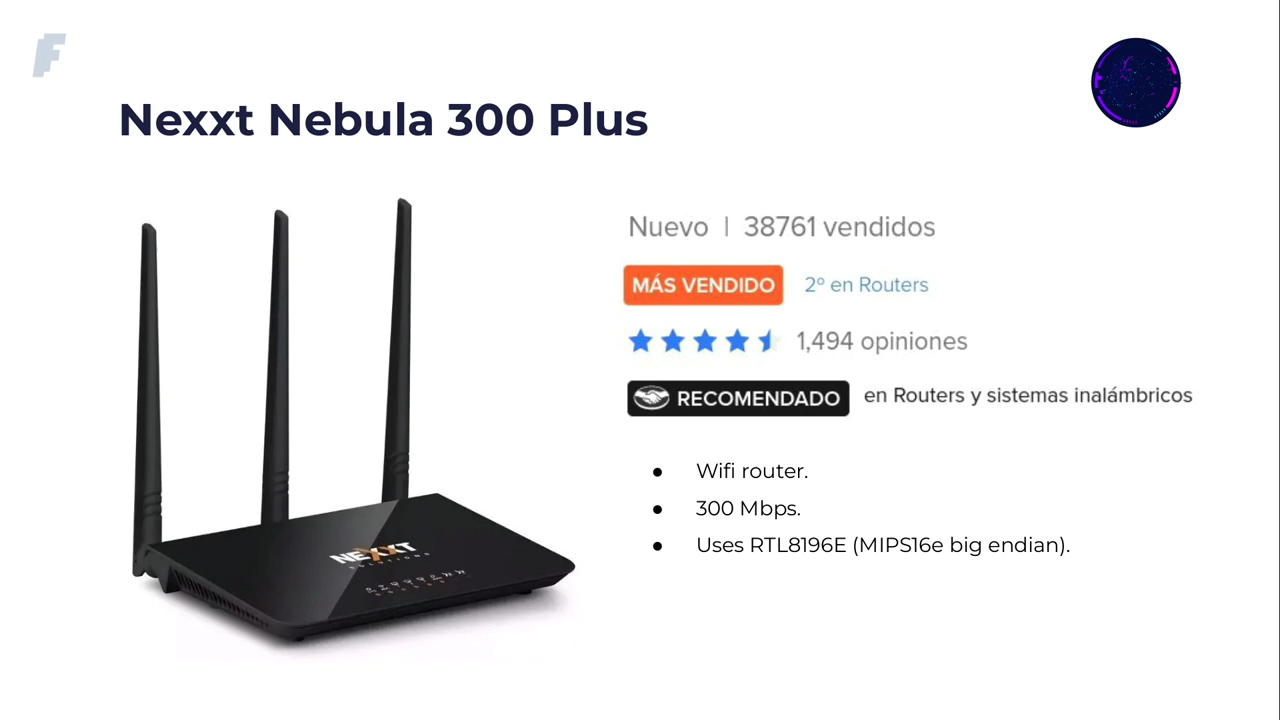 Nexxt Nebula 300 Plus
Nuevo | 38761 vendidos
MÁS VENDIDO 2º en Routers
1,494 opiniones
RECOMENDADO en Routers y sistemas inalámbricos
● Wifi router.
● 300 Mbps.
● Uses RTL8196E (MIPS16e big endian).
NEXXT
SOLUTIONS